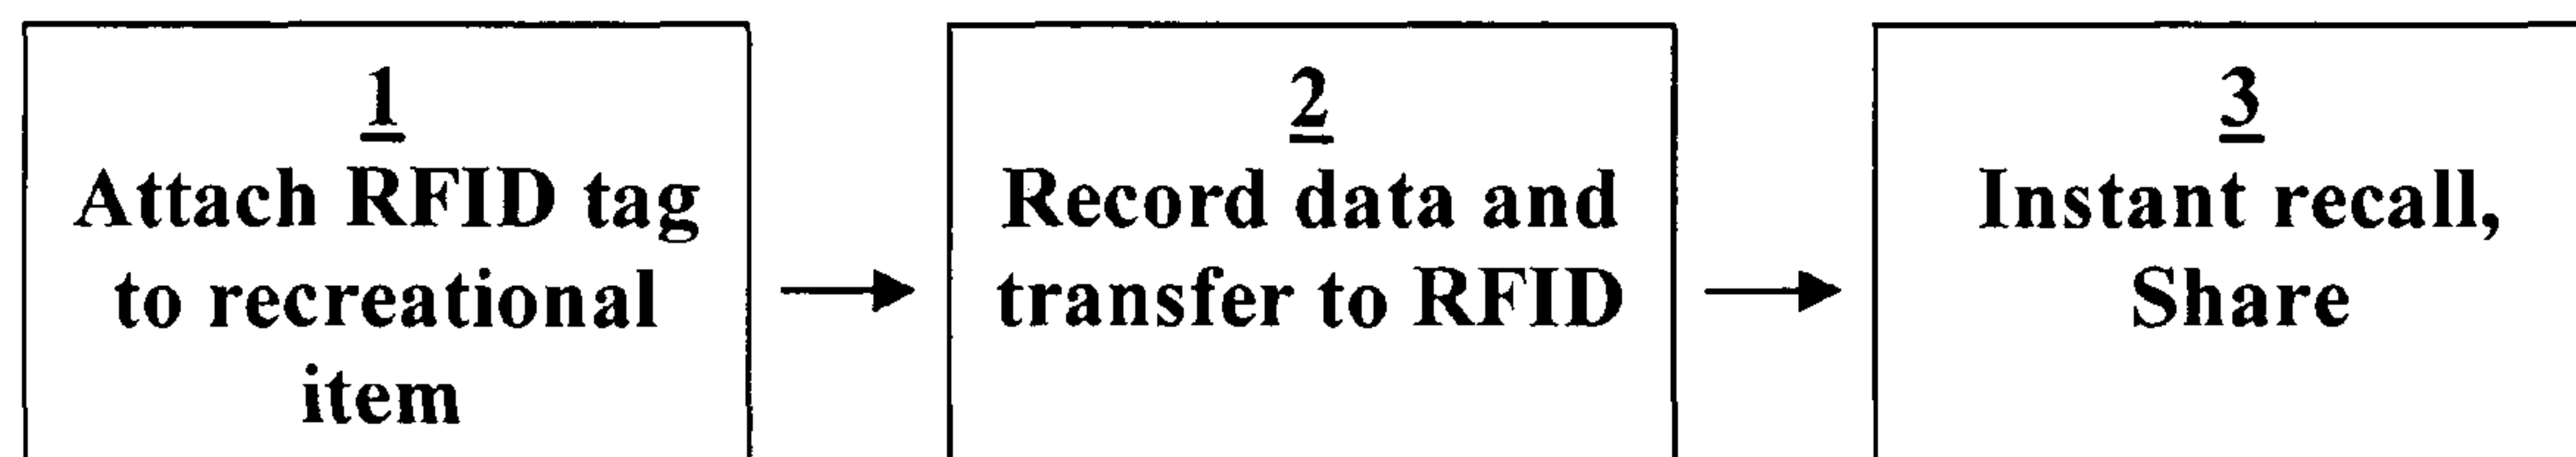 1
Attach RFID tag
to recreational
item
2
Record data and
transfer to RFID
3
Instant recall,
Share